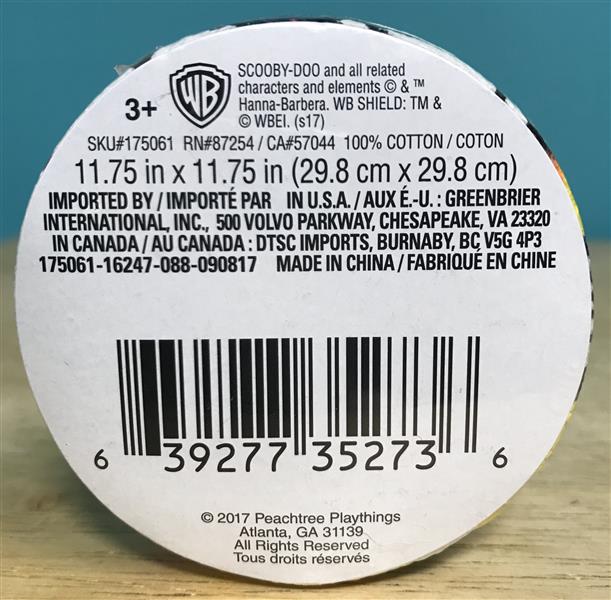 WB
3+
SCOOBY-DOO and all related
characters and elements © & ™
Hanna-Barbera. WB SHIELD: TM &
© WBEI. (s17)
SKU#175061 RN#87254 / CA#57044 100% COTTON / COTON
11.75 in x 11.75 in (29.8 cm x 29.8 cm)
IMPORTED BY / IMPORTÉ PAR IN U.S.A. / AUX É.-U. : GREENBRIER
INTERNATIONAL, INC., 500 VOLVO PARKWAY, CHESAPEAKE, VA 23320
IN CANADA / AU CANADA : DTSC IMPORTS, BURNABY, BC V5G 4P3
175061-16247-088-090817 MADE IN CHINA / FABRIQUÉ EN CHINE
6 39277 35273 6
© 2017 Peachtree Playthings
Atlanta, GA 31139
All Rights Reserved
Tous droits réservés